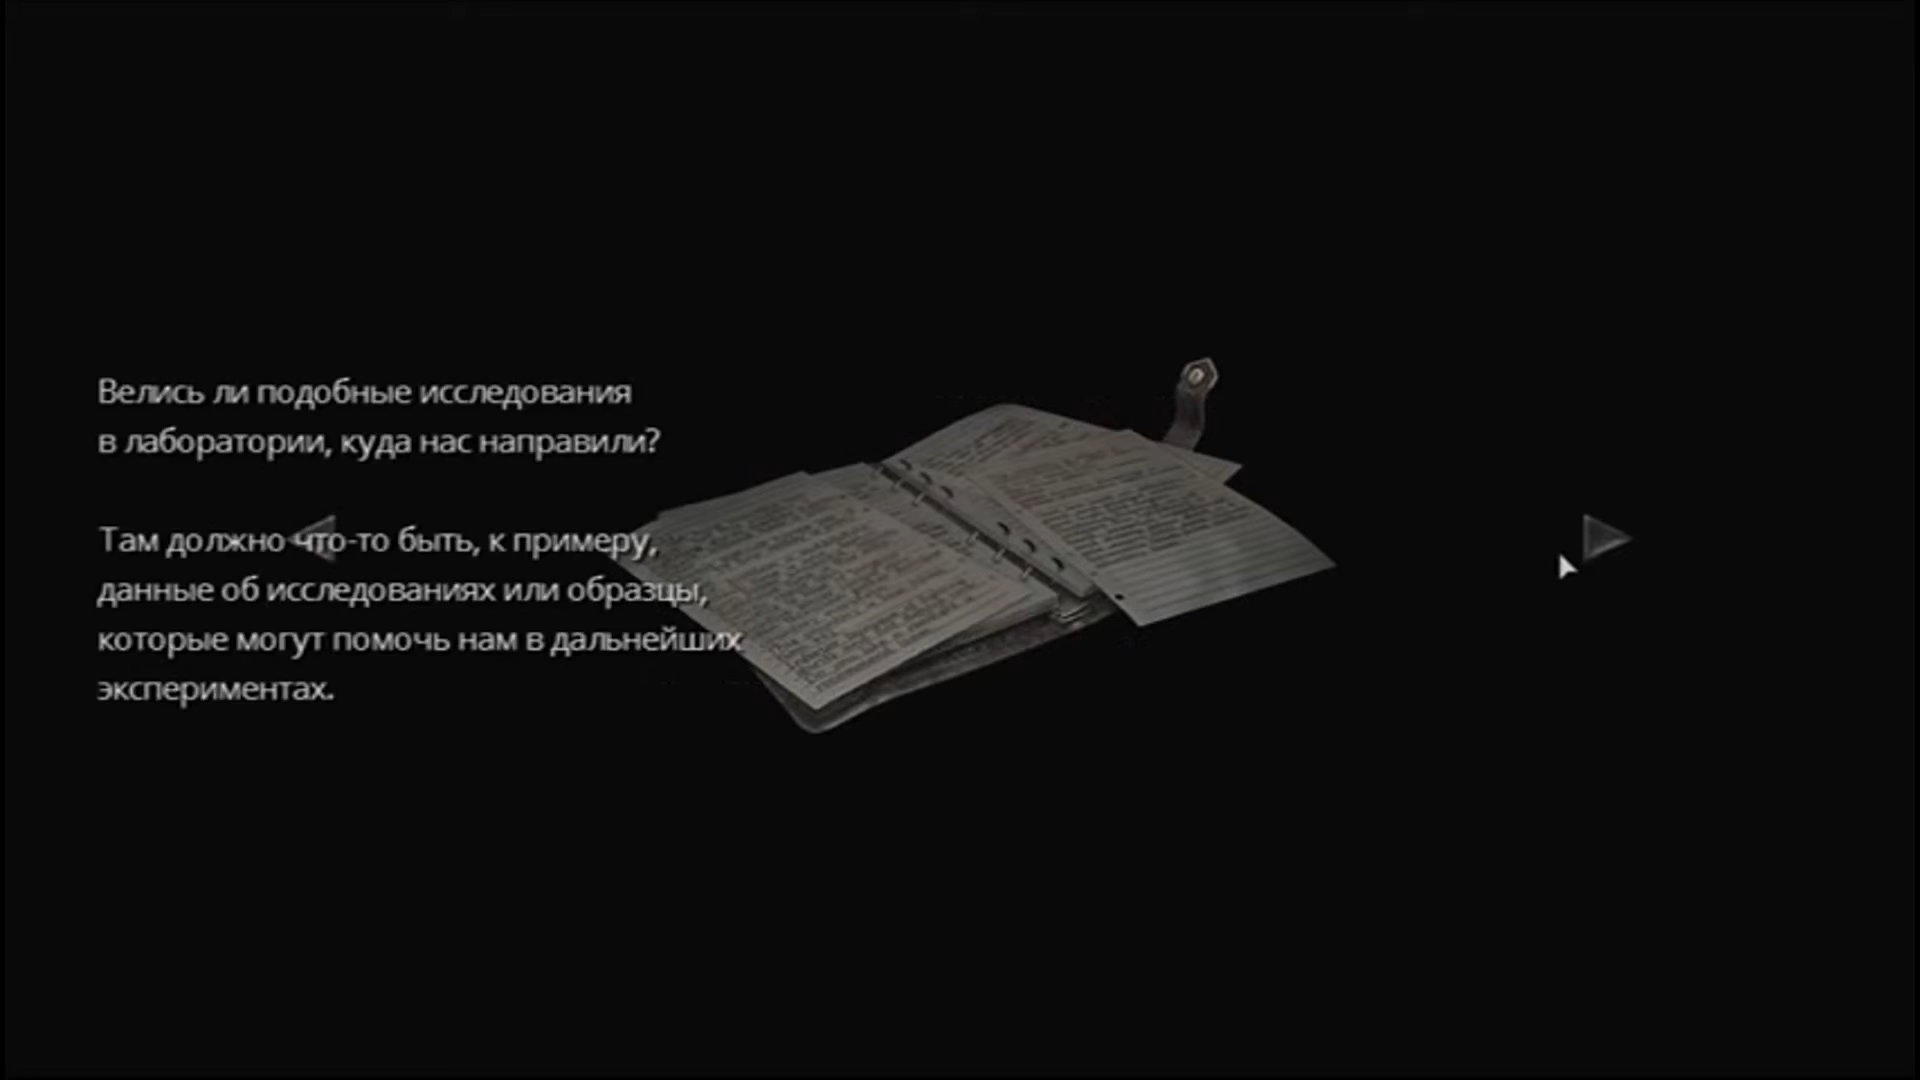 Велись ли подобные исследования
в лаборатории, куда нас направили?
Там должно что-то быть, к примеру,
данные об исследованиях или образцы,
которые могут помочь нам в дальнейших
экспериментах.